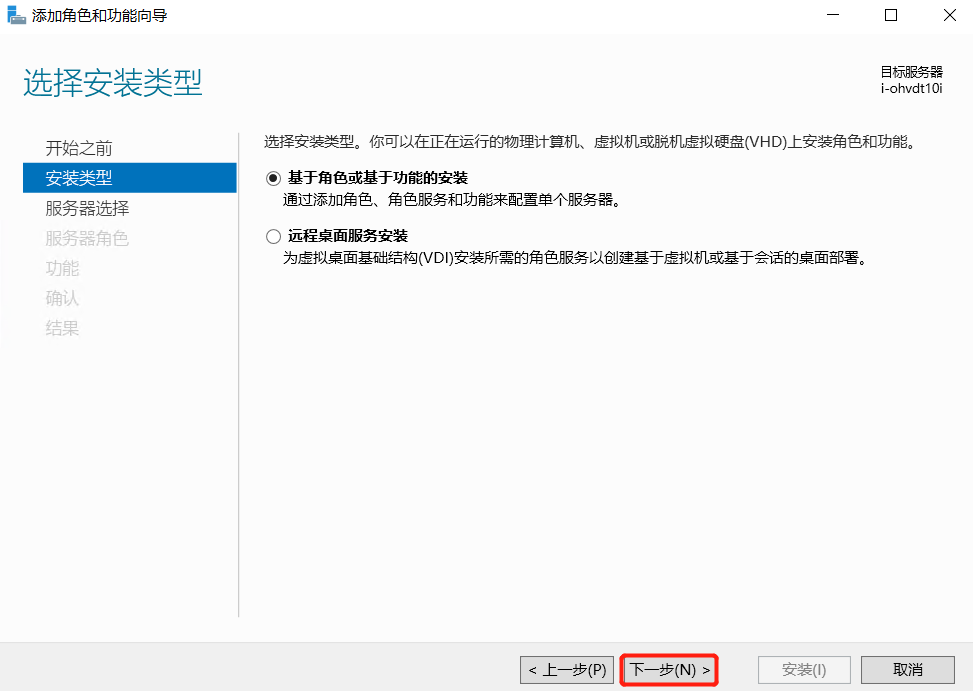 添加角色和功能向导
选择安装类型
目标服务器
i-ohvdt10i
开始之前
安装类型
服务器选择
服务器角色
功能
确认
结果
选择安装类型。你可以在正在运行的物理计算机、虚拟机或脱机虚拟硬盘(VHD)上安装角色和功能。
基于角色或基于功能的安装
通过添加角色、角色服务和功能来配置单个服务器。
远程桌面服务安装
为虚拟桌面基础结构(VDI)安装所需的角色服务以创建基于虚拟机或基于会话的桌面部署。
< 上一步(P)
下一步(N) >
安装(I)
取消